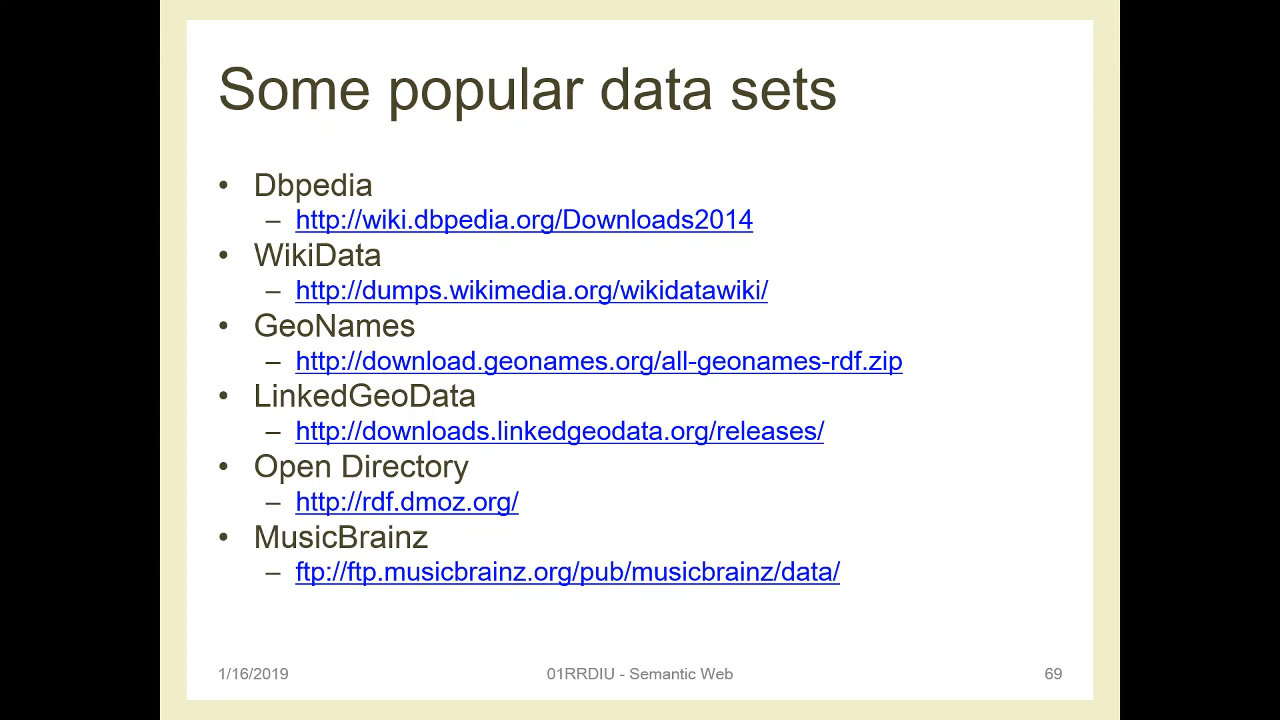 Some popular data sets
• Dbpedia
– http://wiki.dbpedia.org/Downloads2014
• WikiData
– http://dumps.wikimedia.org/wikidatawiki/
• GeoNames
– http://download.geonames.org/all-geonames-rdf.zip
• LinkedGeoData
– http://downloads.linkedgeodata.org/releases/
• Open Directory
– http://rdf.dmoz.org/
• MusicBrainz
– ftp://ftp.musicbrainz.org/pub/musicbrainz/data/
1/16/2019 01RRDIU - Semantic Web 69